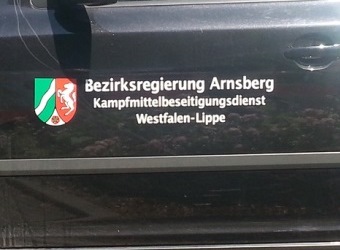 Bezirksregierung Arnsberg
Kampfmittelbeseitigungsdienst
Westfalen-Lippe